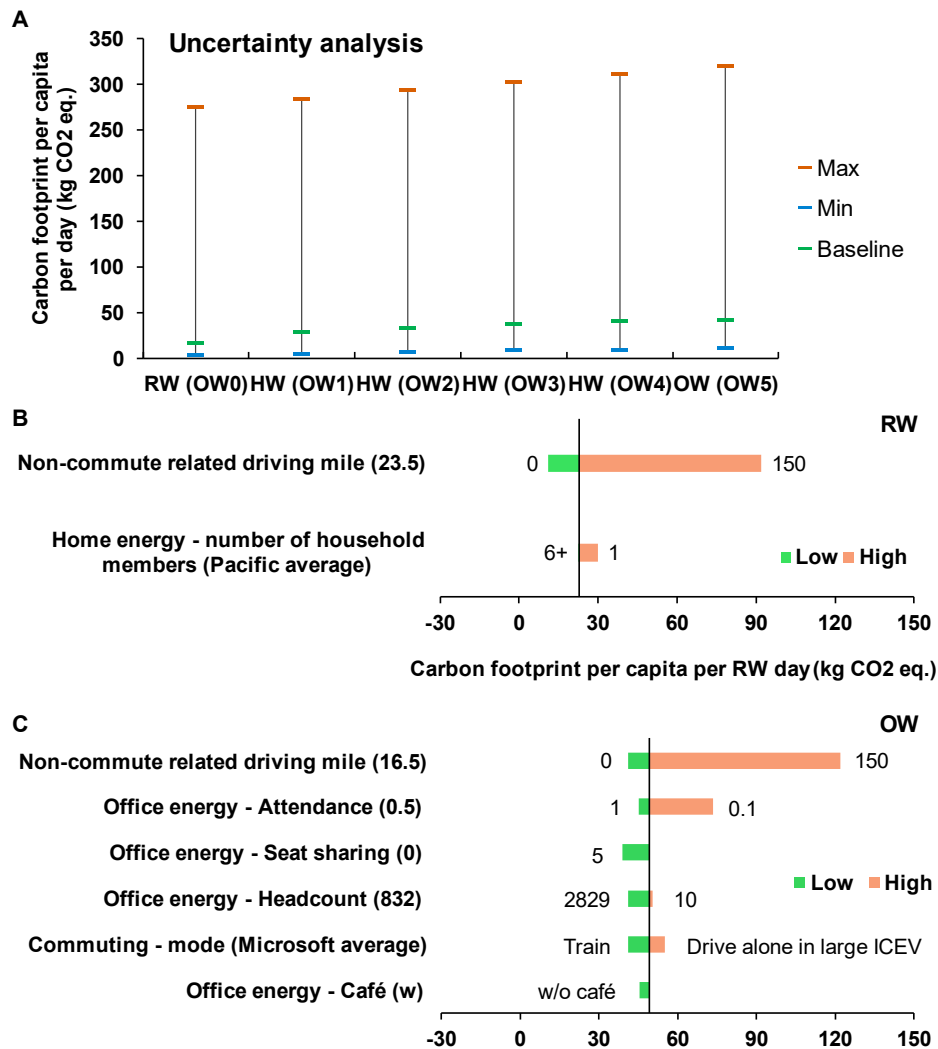 A
Uncertainty analysis
Carbon footprint per capita
per day (kg CO2 eq.)
350
300
250
200
150
100
50
0
RW (OW0) HW (OW1) HW (OW2) HW (OW3) HW (OW4) OW (OW5)
Max
Min
Baseline
B
RW
Non-commute related driving mile (23.5)
0
150
Home energy - number of household
members (Pacific average)
6+
1
Low High
-30 0 30 60 90 120 150
Carbon footprint per capita per RW day (kg CO2 eq.)
C
OW
Non-commute related driving mile (16.5)
0
150
Office energy - Attendance (0.5)
1
0.1
Office energy - Seat sharing (0)
5
Low High
Office energy - Headcount (832)
2829
10
Commuting - mode (Microsoft average)
Train
Drive alone in large ICEV
Office energy - Café (w)
w/o café
-30 0 30 60 90 120 150